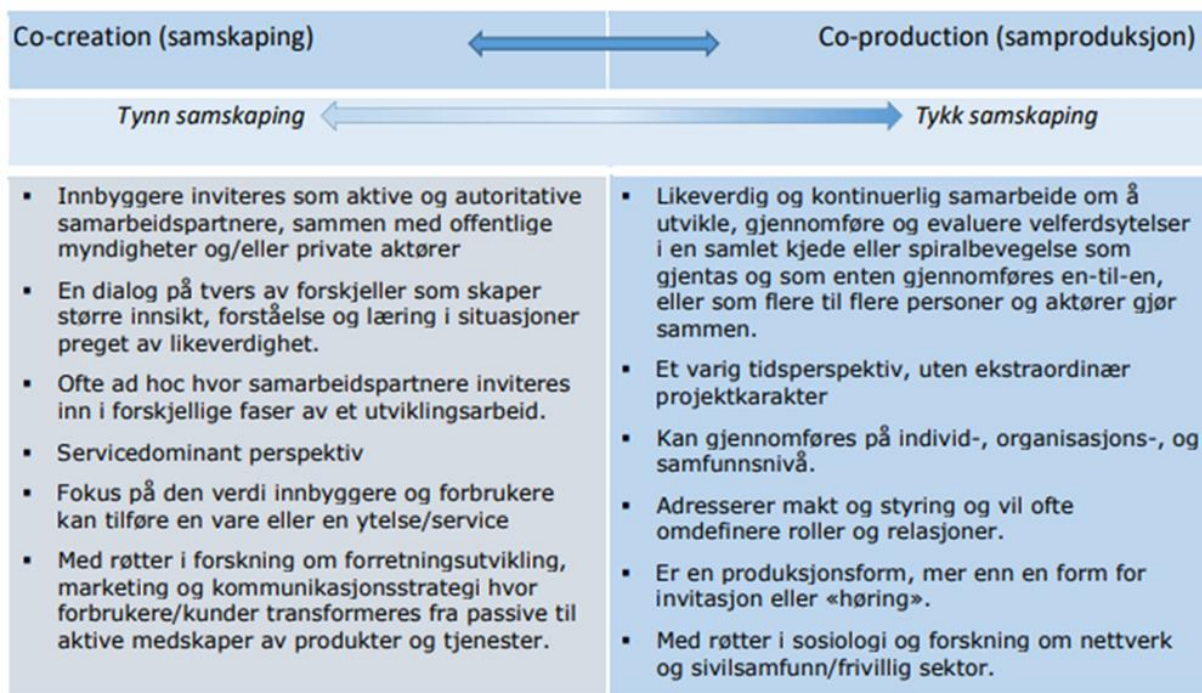 Co-creation (samskaping)
Co-production (samproduksjon)
Tynn samskaping
Tykk samskaping
▪ Innbyggere inviteres som aktive og autoritative
samarbeidspartnere, sammen med offentlige
myndigheter og/eller private aktører
▪ En dialog på tvers av forskjeller som skaper
større innsikt, forståelse og læring i situasjoner
preget av likeverdighet.
▪ Ofte ad hoc hvor samarbeidspartnere inviteres
inn i forskjellige faser av et utviklingsarbeid.
▪ Servicedominant perspektiv
▪ Fokus på den verdi innbyggere og forbrukere
kan tilføre en vare eller en ytelse/service
▪ Med røtter i forskning om forretningsutvikling,
marketing og kommunikasjonsstrategi hvor
forbrukere/kunder transformeres fra passive til
aktive medskaper av produkter og tjenester.
▪ Likeverdig og kontinuerlig samarbeide om å
utvikle, gjennomføre og evaluere velferdsytelser
i en samlet kjede eller spiralbevegelse som
gjentas og som enten gjennomføres en-til-en,
eller som flere til flere personer og aktører gjør
sammen.
▪ Et varig tidsperspektiv, uten ekstraordinær
projektkarakter
▪ Kan gjennomføres på individ-, organisasjons-, og
samfunnsnivå.
▪ Adresserer makt og styring og vil ofte
omdefinere roller og relasjoner.
▪ Er en produksjonsform, mer enn en form for
invitasjon eller «høring».
▪ Med røtter i sosiologi og forskning om nettverk
og sivilsamfunn/frivillig sektor.